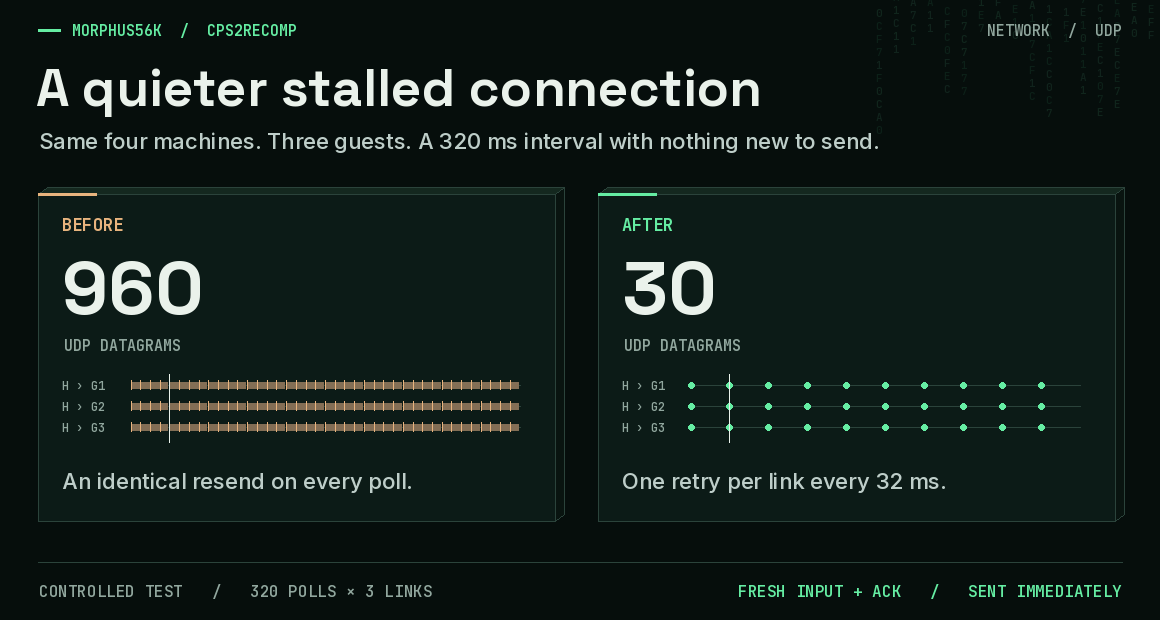 MORPHUS56K / CPS2RECOMP
NETWORK / UDP
A quieter stalled connection
Same four machines. Three guests. A 320 ms interval with nothing new to send.
BEFORE
960
UDP DATAGRAMS
H › G1
H › G2
H › G3
An identical resend on every poll.
AFTER
30
UDP DATAGRAMS
H › G1
H › G2
H › G3
One retry per link every 32 ms.
CONTROLLED TEST / 320 POLLS × 3 LINKS
FRESH INPUT + ACK / SENT IMMEDIATELY